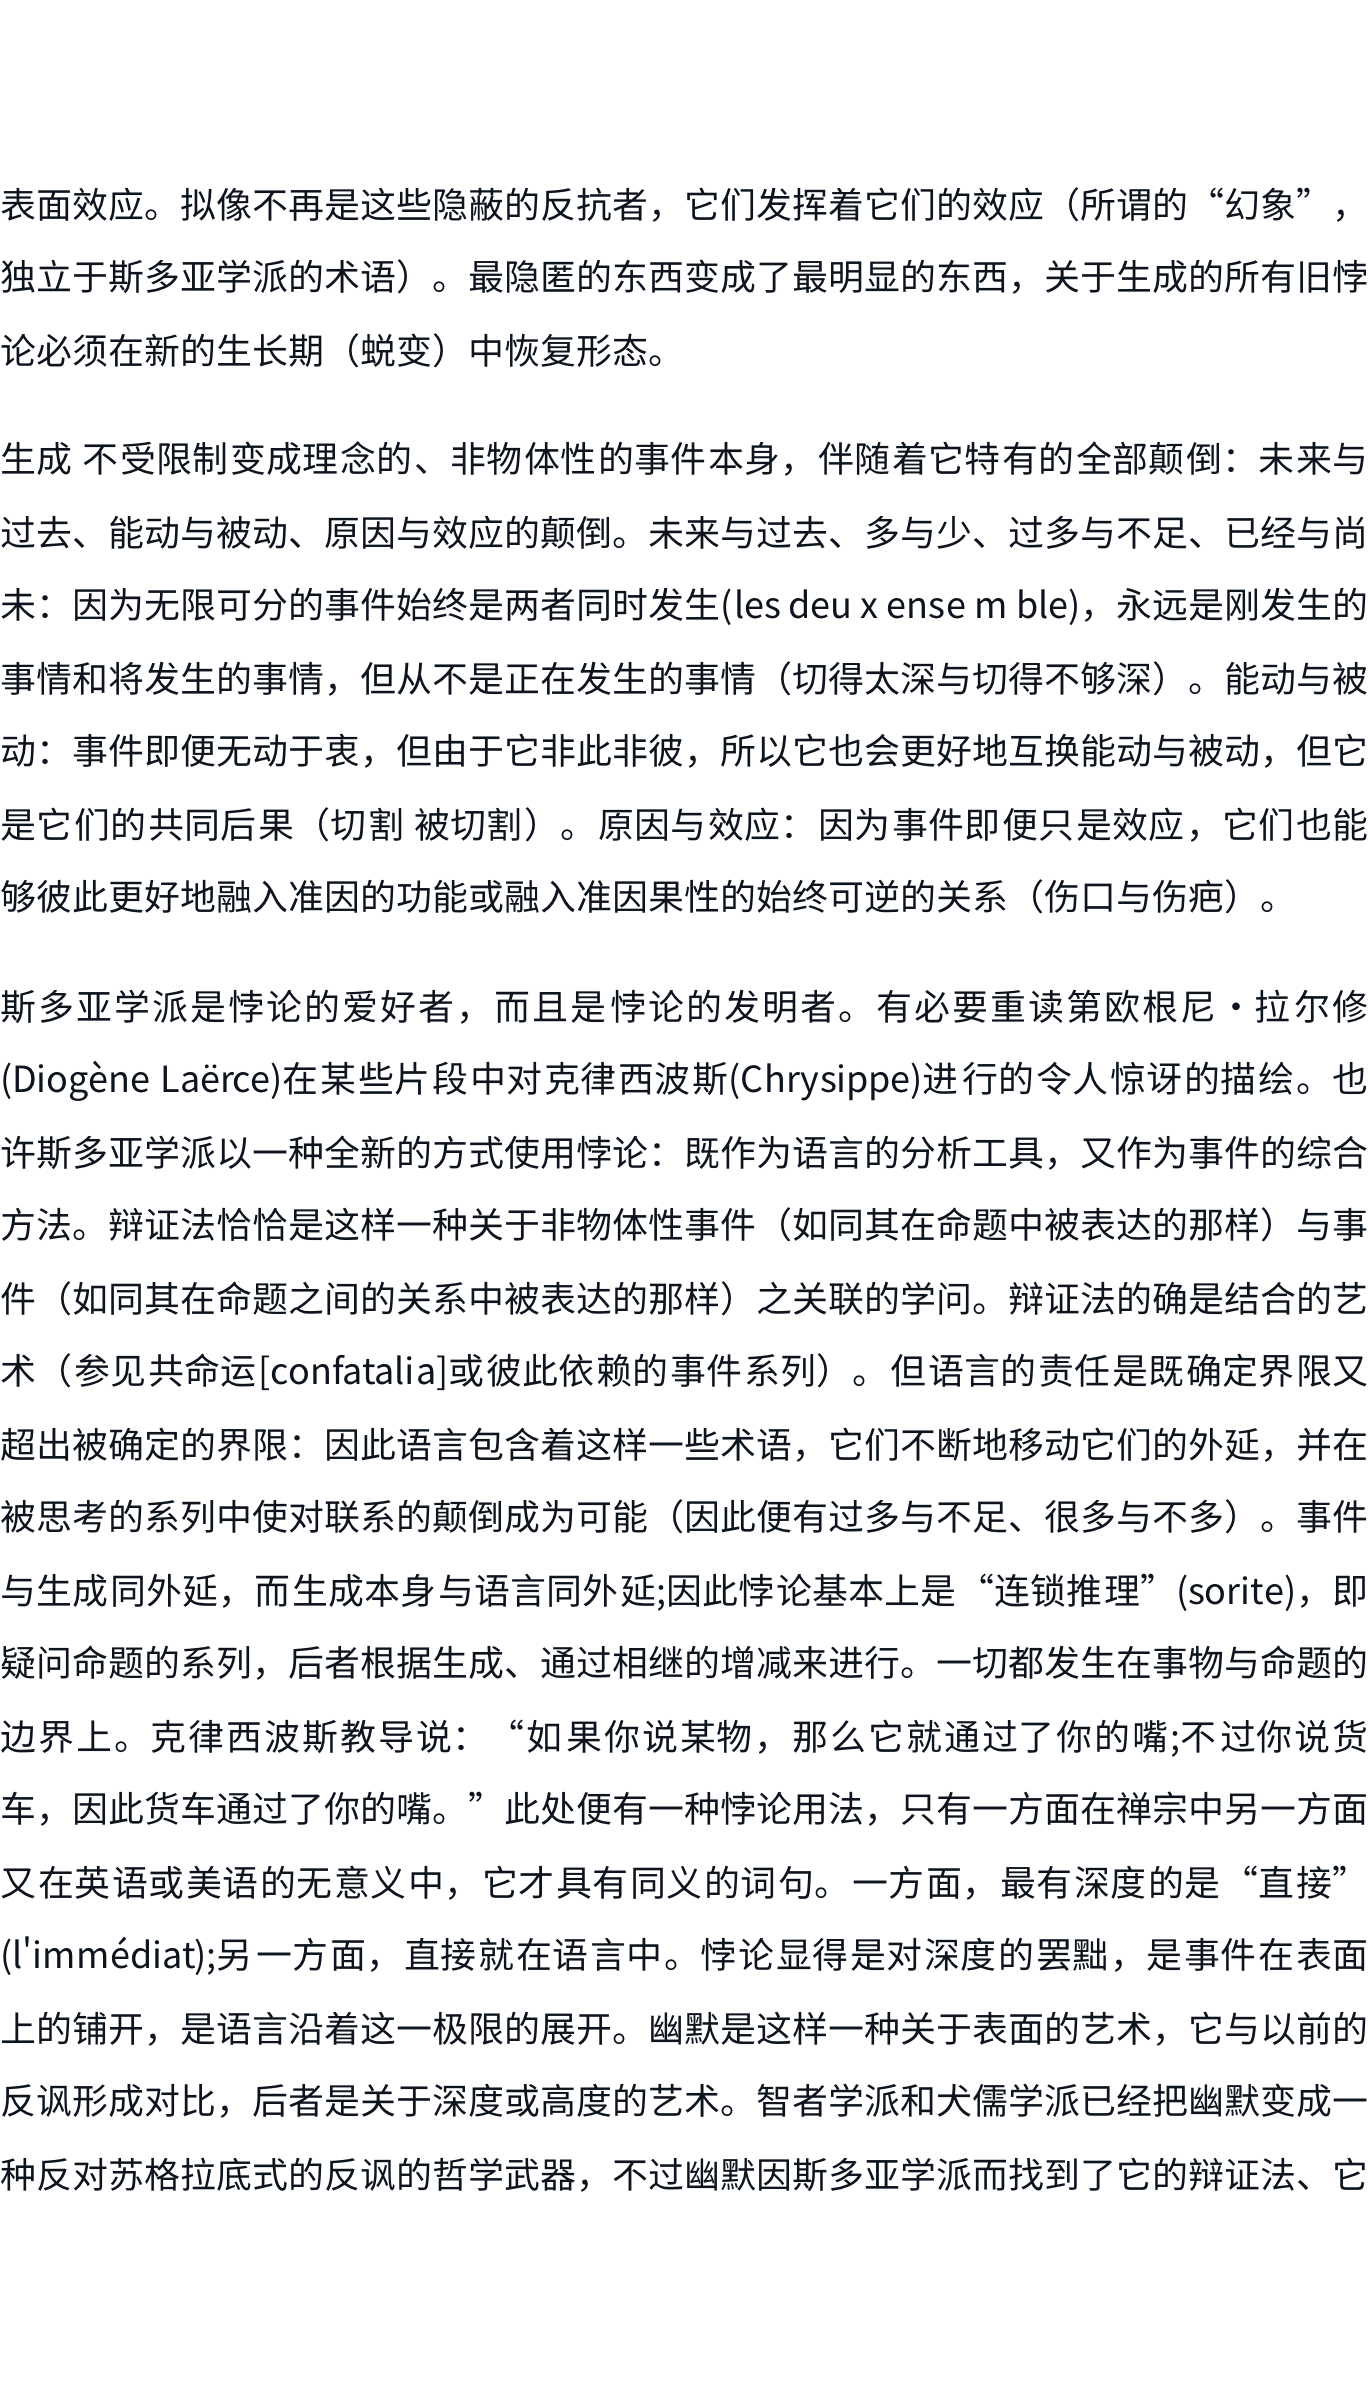 表面效应。拟像不再是这些隐蔽的反抗者，它们发挥着它们的效应（所谓的“幻象”，
独立于斯多亚学派的术语）。最隐匿的东西变成了最明显的东西，关于生成的所有旧悖
论必须在新的生长期（蜕变）中恢复形态。
生成 不受限制变成理念的、非物体性的事件本身，伴随着它特有的全部颠倒：未来与
过去、能动与被动、原因与效应的颠倒。未来与过去、多与少、过多与不足、已经与尚
未：因为无限可分的事件始终是两者同时发生(les deu x ense m ble)，永远是刚发生的
事情和将发生的事情，但从不是正在发生的事情（切得太深与切得不够深）。能动与被
动：事件即便无动于衷，但由于它非此非彼，所以它也会更好地互换能动与被动，但它
是它们的共同后果（切割 被切割）。原因与效应：因为事件即便只是效应，它们也能
够彼此更好地融入准因的功能或融入准因果性的始终可逆的关系（伤口与伤疤）。
斯多亚学派是悖论的爱好者，而且是悖论的发明者。有必要重读第欧根尼·拉尔修
(Diogène Laërce)在某些片段中对克律西波斯(Chrysippe)进行的令人惊讶的描绘。也
许斯多亚学派以一种全新的方式使用悖论：既作为语言的分析工具，又作为事件的综合
方法。辩证法恰恰是这样一种关于非物体性事件（如同其在命题中被表达的那样）与事
件（如同其在命题之间的关系中被表达的那样）之关联的学问。辩证法的确是结合的艺
术（参见共命运[confatalia]或彼此依赖的事件系列）。但语言的责任是既确定界限又
超出被确定的界限：因此语言包含着这样一些术语，它们不断地移动它们的外延，并在
被思考的系列中使对联系的颠倒成为可能（因此便有过多与不足、很多与不多）。事件
与生成同外延，而生成本身与语言同外延;因此悖论基本上是“连锁推理”(sorite)，即
疑问命题的系列，后者根据生成、通过相继的增减来进行。一切都发生在事物与命题的
边界上。克律西波斯教导说：“如果你说某物，那么它就通过了你的嘴;不过你说货
车，因此货车通过了你的嘴。”此处便有一种悖论用法，只有一方面在禅宗中另一方面
又在英语或美语的无意义中，它才具有同义的词句。一方面，最有深度的是“直接”
(l'immédiat);另一方面，直接就在语言中。悖论显得是对深度的罢黜，是事件在表面
上的铺开，是语言沿着这一极限的展开。幽默是这样一种关于表面的艺术，它与以前的
反讽形成对比，后者是关于深度或高度的艺术。智者学派和犬儒学派已经把幽默变成一
种反对苏格拉底式的反讽的哲学武器，不过幽默因斯多亚学派而找到了它的辩证法、它